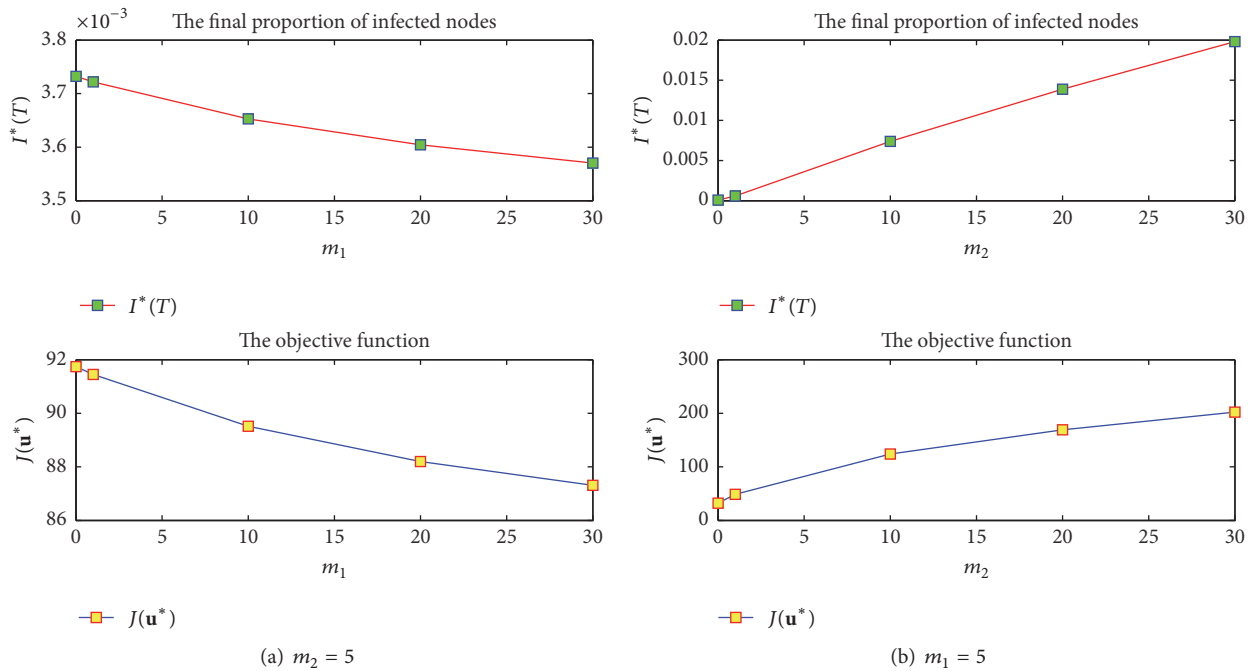 The final proportion of infected nodes
×10⁻³
3.8
3.7
3.6
3.5
I*(T)
0 5 10 15 20 25 30
m₁
I*(T)
The objective function
92
90
88
86
J(u*)
0 5 10 15 20 25 30
m₁
J(u*)
(a) m₂ = 5
The final proportion of infected nodes
0.02
0.015
0.01
0.005
0
I*(T)
0 5 10 15 20 25 30
m₂
I*(T)
The objective function
300
200
100
0
J(u*)
0 5 10 15 20 25 30
m₂
J(u*)
(b) m₁ = 5